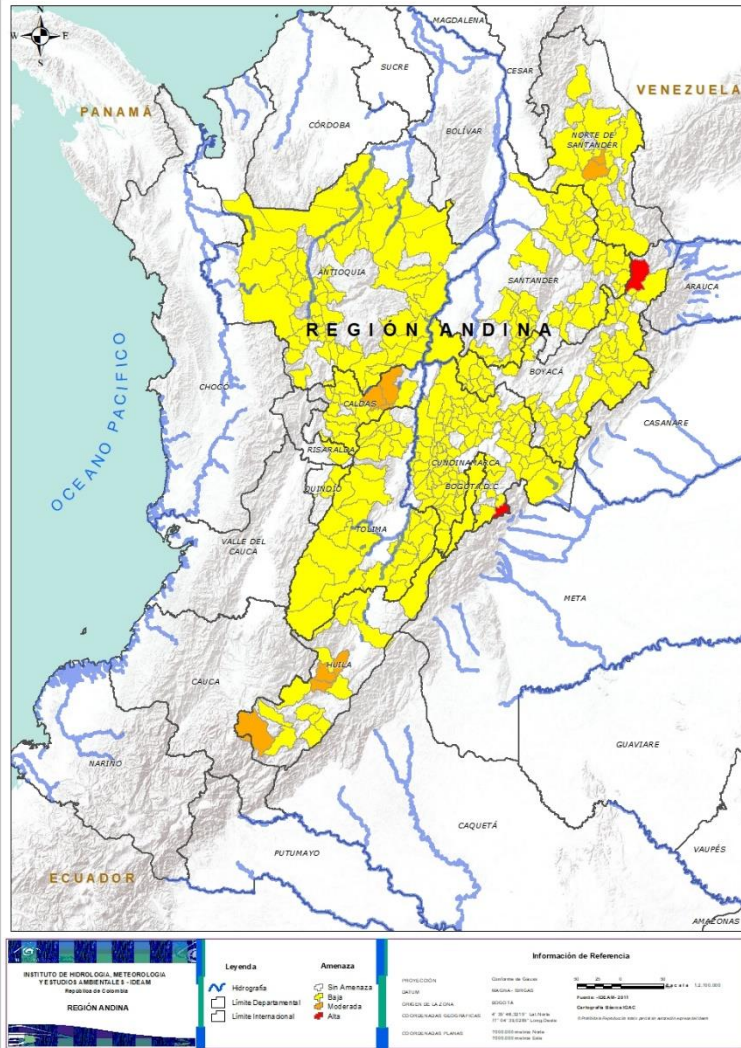 N
W E
S
MAGDALENA
SUCRE
CESAR
VENEZUELA
PANAMÁ
CÓRDOBA
BOLÍVAR
NORTE DE
SANTANDER
ANTIOQUIA
SANTANDER
ARAUCA
REGIÓN ANDINA
OCEANO PACIFICO
CHOCO
BOYACÁ
CALDAS
CASANARE
RISARALDA
CUNDINAMARCA
BOGOTÁ D.C.
QUINDIO
TOLIMA
VALLE DEL
CAUCA
META
HUILA
CAUCA
GUAVIARE
NARIÑO
CAQUETÁ
VAUPÉS
PUTUMAYO
ECUADOR
AMAZONAS
INSTITUTO DE HIDROLOGIA, METEOROLOGIA
Y ESTUDIOS AMBIENTALES - IDEAM
República de Colombia
REGIÓN ANDINA
Leyenda
Hidrografía
Límite Departamental
Límite Internacional
Amenaza
Sin Amenaza
Baja
Moderada
Alta
Información de Referencia
PROYECCIÓN Conforme de Gauss
DATUM MAGNA - SIRGAS
ORIGEN DE LA ZONA BOGOTÁ
COORDENADAS GEOGRÁFICAS
COORDENADAS PLANAS
Escala
Fuente: -IDEAM- 2011
Cartografía Básica IGAC